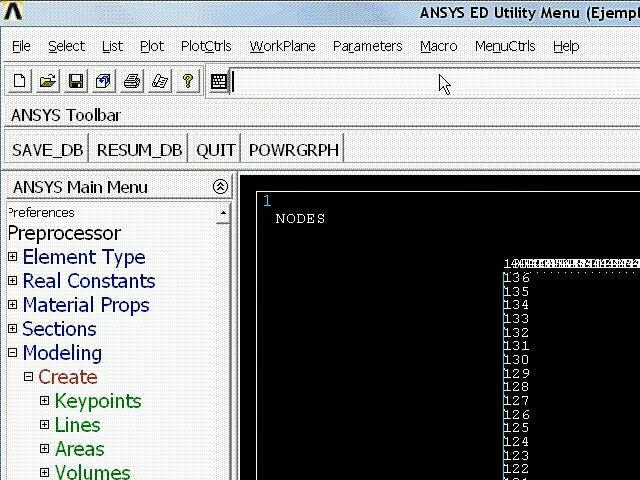 ANSYS ED Utility Menu (Ejempl
File Select List Plot PlotCtrls WorkPlane Parameters Macro MenuCtrls Help
ANSYS Toolbar
SAVE_DB RESUM_DB QUIT POWRGRPH
ANSYS Main Menu
Preferences
Preprocessor
Element Type
Real Constants
Material Props
Sections
Modeling
Create
Keypoints
Lines
Areas
Volumes
1
NODES
136
135
134
133
132
131
130
129
128
127
126
125
124
123
122